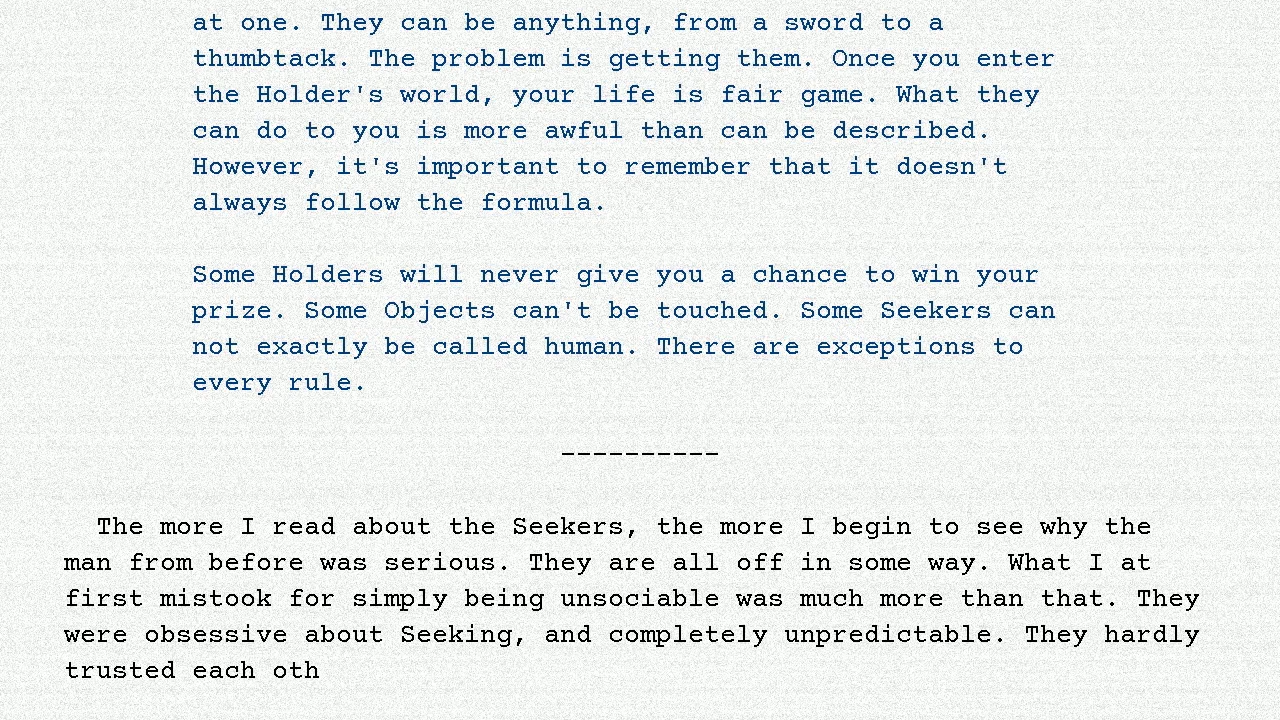 at one. They can be anything, from a sword to a
thumbtack. The problem is getting them. Once you enter
the Holder's world, your life is fair game. What they
can do to you is more awful than can be described.
However, it's important to remember that it doesn't
always follow the formula.
Some Holders will never give you a chance to win your
prize. Some Objects can't be touched. Some Seekers can
not exactly be called human. There are exceptions to
every rule.
----------
The more I read about the Seekers, the more I begin to see why the
man from before was serious. They are all off in some way. What I at
first mistook for simply being unsociable was much more than that. They
were obsessive about Seeking, and completely unpredictable. They hardly
trusted each oth